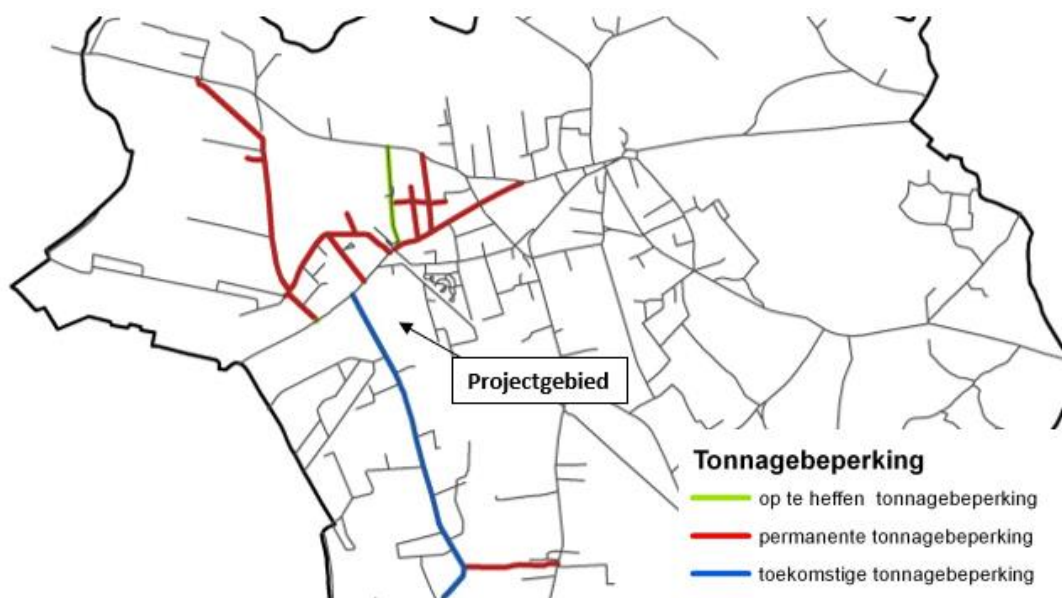 Projectgebied
Tonnagebeperking
op te heffen tonnagebeperking
permanente tonnagebeperking
toekomstige tonnagebeperking